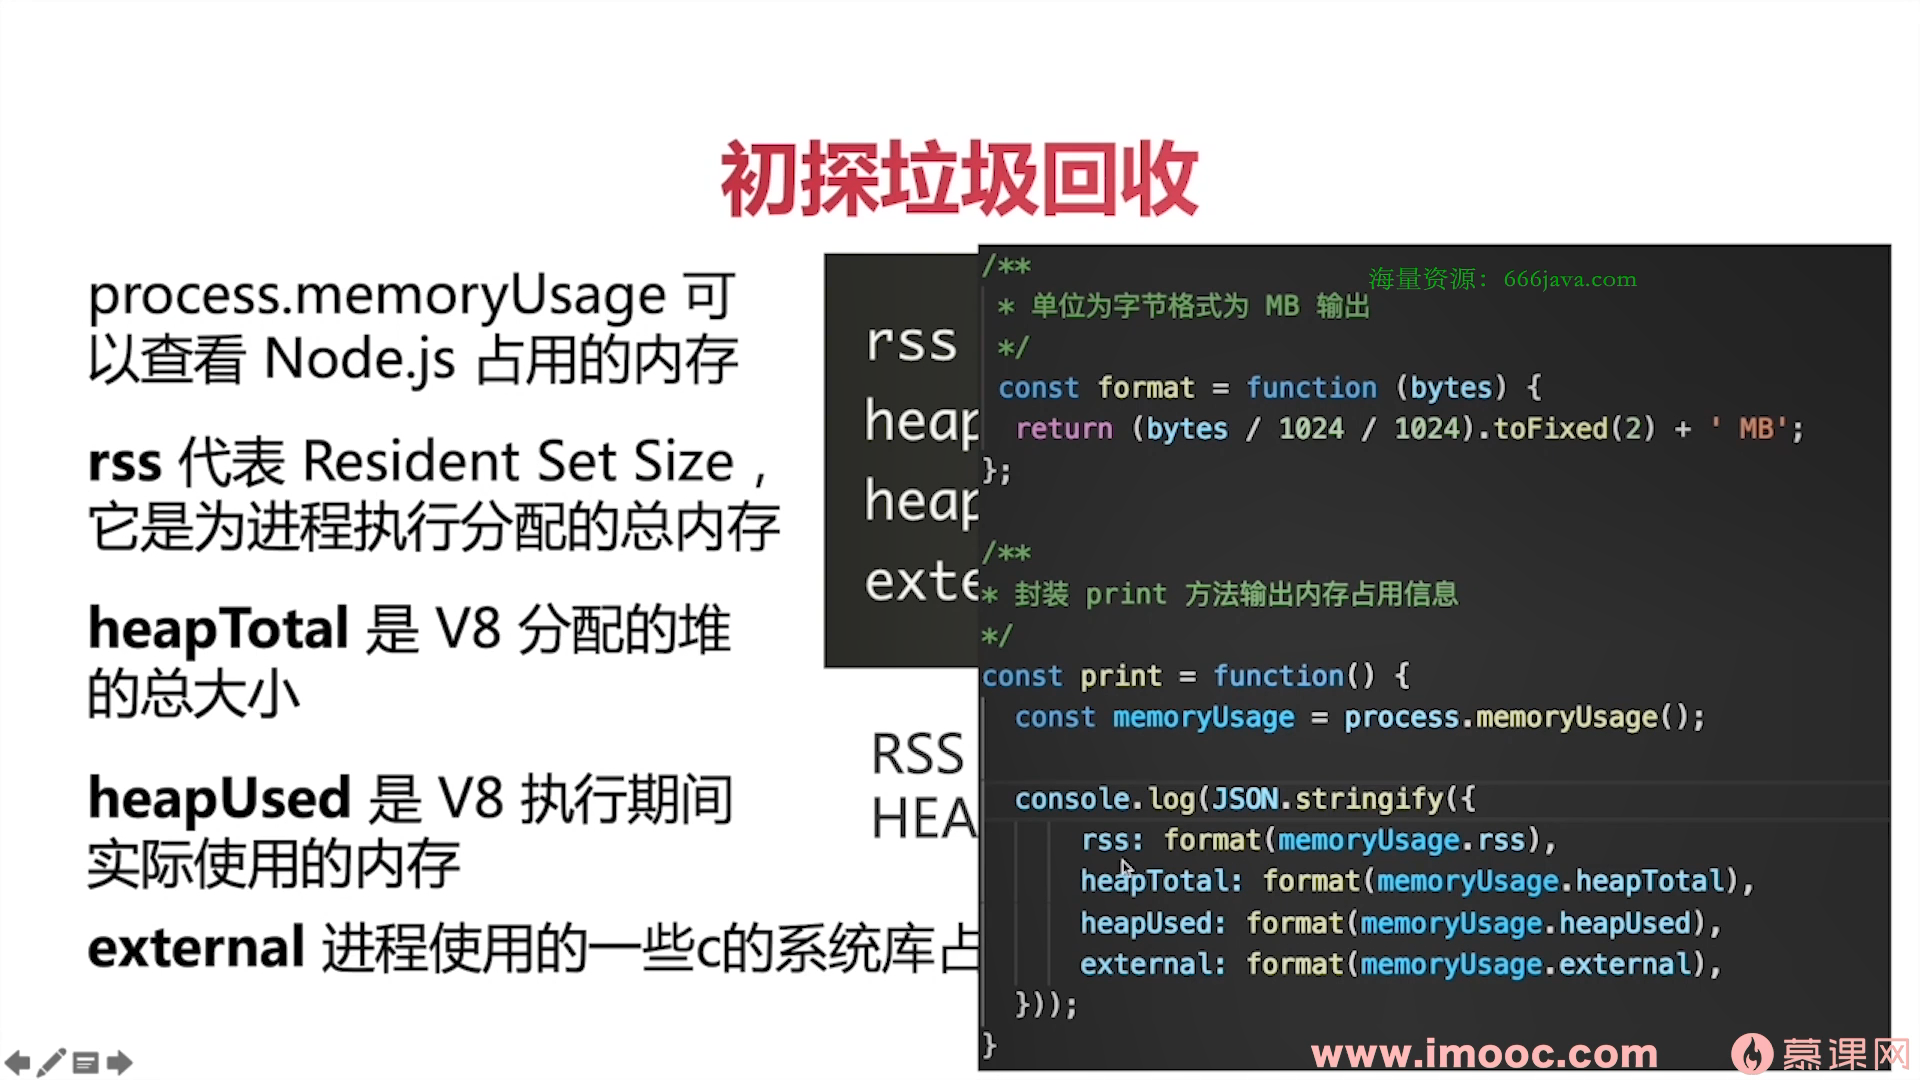 初探垃圾回收
process.memoryUsage 可
以查看 Node.js 占用的内存
rss 代表 Resident Set Size，
它是为进程执行分配的总内存
heapTotal 是 V8 分配的堆
的总大小
heapUsed 是 V8 执行期间
实际使用的内存
external 进程使用的一些c的系统库占
rss
heap
heap
exte
RSS
HEA
海量资源：666java.com
/**
* 单位为字节格式为 MB 输出
*/
const format = function (bytes) {
return (bytes / 1024 / 1024).toFixed(2) + ' MB';
};
/**
* 封装 print 方法输出内存占用信息
*/
const print = function() {
const memoryUsage = process.memoryUsage();
console.log(JSON.stringify({
rss: format(memoryUsage.rss),
heapTotal: format(memoryUsage.heapTotal),
heapUsed: format(memoryUsage.heapUsed),
external: format(memoryUsage.external),
}));
}
www.imooc.com
慕课网